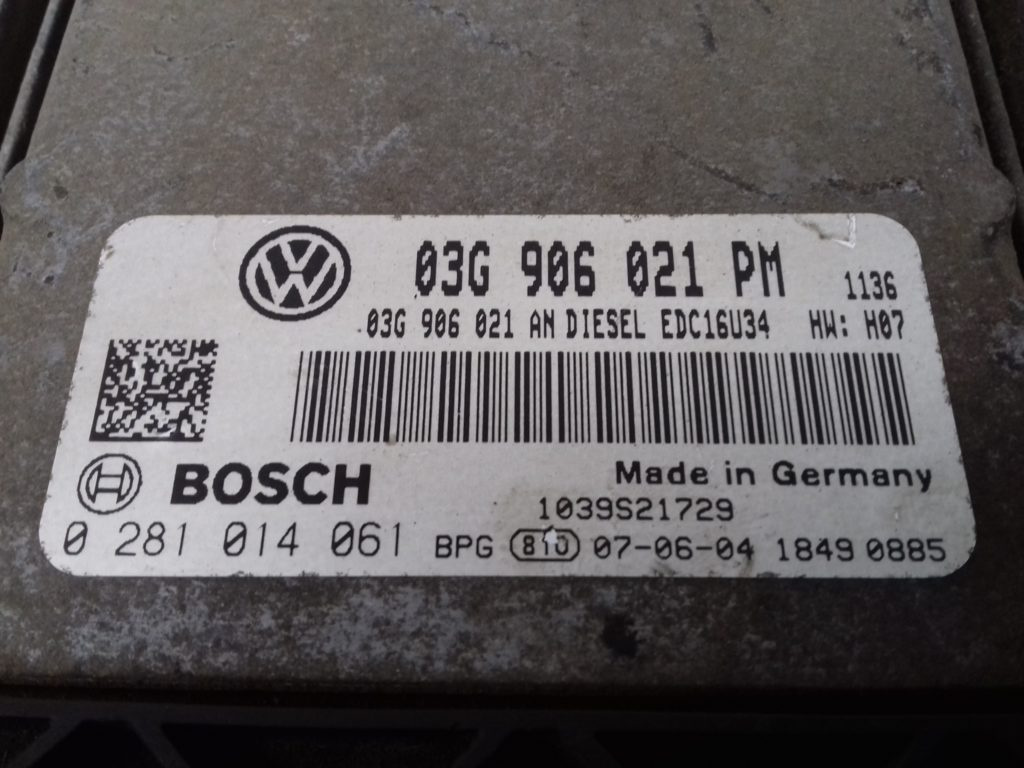 03G 906 021 PM 1136
03G 906 021 AN DIESEL EDC16U34 HW: H07
BOSCH
Made in Germany
1039S21729
0 281 014 061 BPG 810 07-06-04 1849 0885